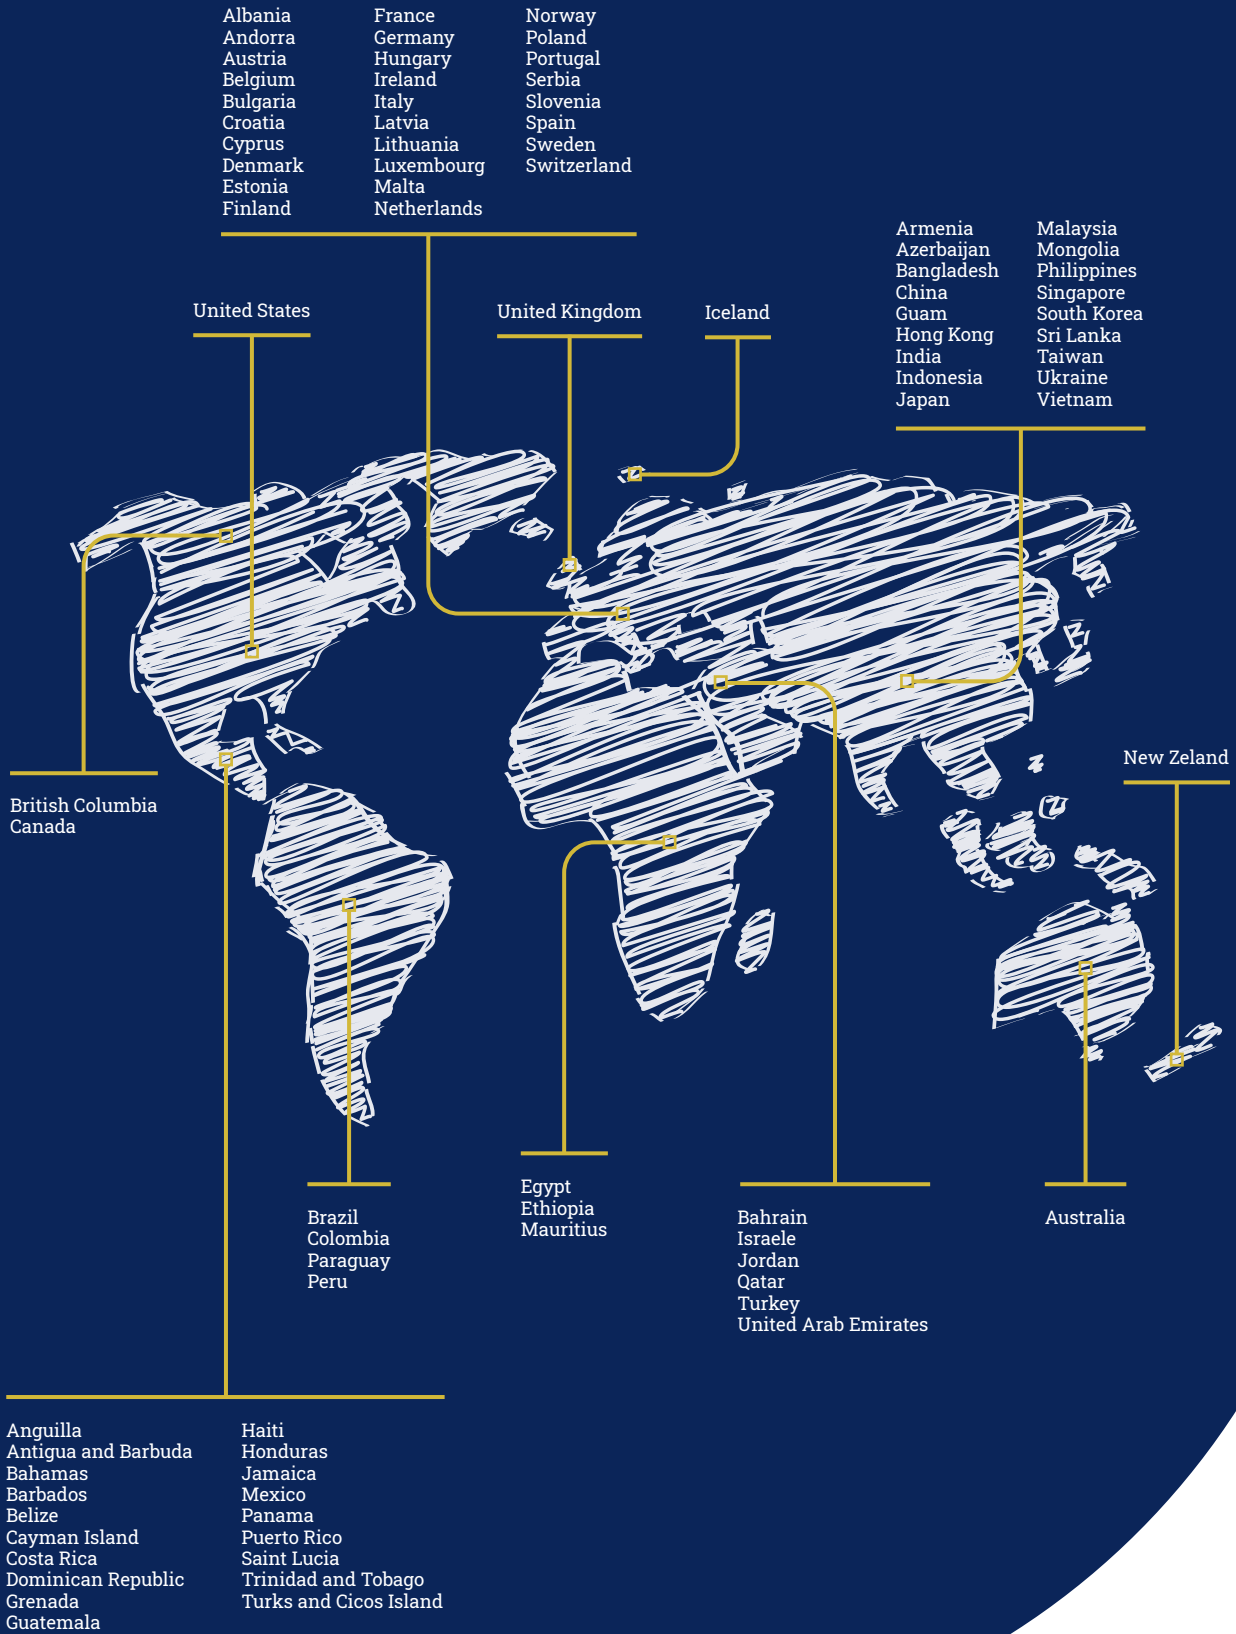 Albania
Andorra
Austria
Belgium
Bulgaria
Croatia
Cyprus
Denmark
Estonia
Finland
France
Germany
Hungary
Ireland
Italy
Latvia
Lithuania
Luxembourg
Malta
Netherlands
Norway
Poland
Portugal
Serbia
Slovenia
Spain
Sweden
Switzerland
Armenia
Azerbaijan
Bangladesh
China
Guam
Hong Kong
India
Indonesia
Japan
Malaysia
Mongolia
Philippines
Singapore
South Korea
Sri Lanka
Taiwan
Ukraine
Vietnam
United States
United Kingdom
Iceland
New Zeland
British Columbia
Canada
Egypt
Ethiopia
Mauritius
Brazil
Colombia
Paraguay
Peru
Bahrain
Israele
Jordan
Qatar
Turkey
United Arab Emirates
Australia
Anguilla
Antigua and Barbuda
Bahamas
Barbados
Belize
Cayman Island
Costa Rica
Dominican Republic
Grenada
Guatemala
Haiti
Honduras
Jamaica
Mexico
Panama
Puerto Rico
Saint Lucia
Trinidad and Tobago
Turks and Cicos Island